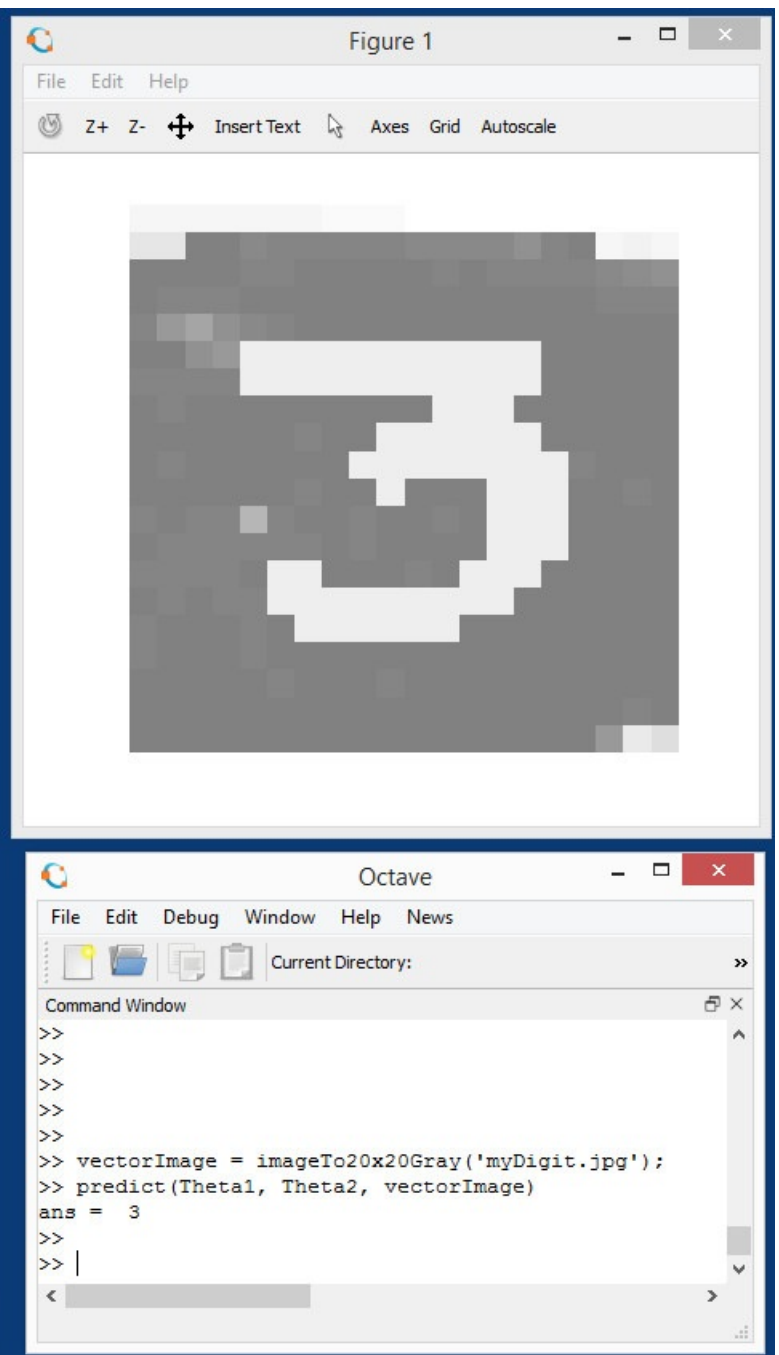 Figure 1
File Edit Help
Z+ Z- Insert Text Axes Grid Autoscale
3
Octave
File Edit Debug Window Help News
Current Directory:
Command Window
>>
>>
>>
>>
>>
>> vectorImage = imageTo20x20Gray('myDigit.jpg');
>> predict(Theta1, Theta2, vectorImage)
ans =  3
>>
>>